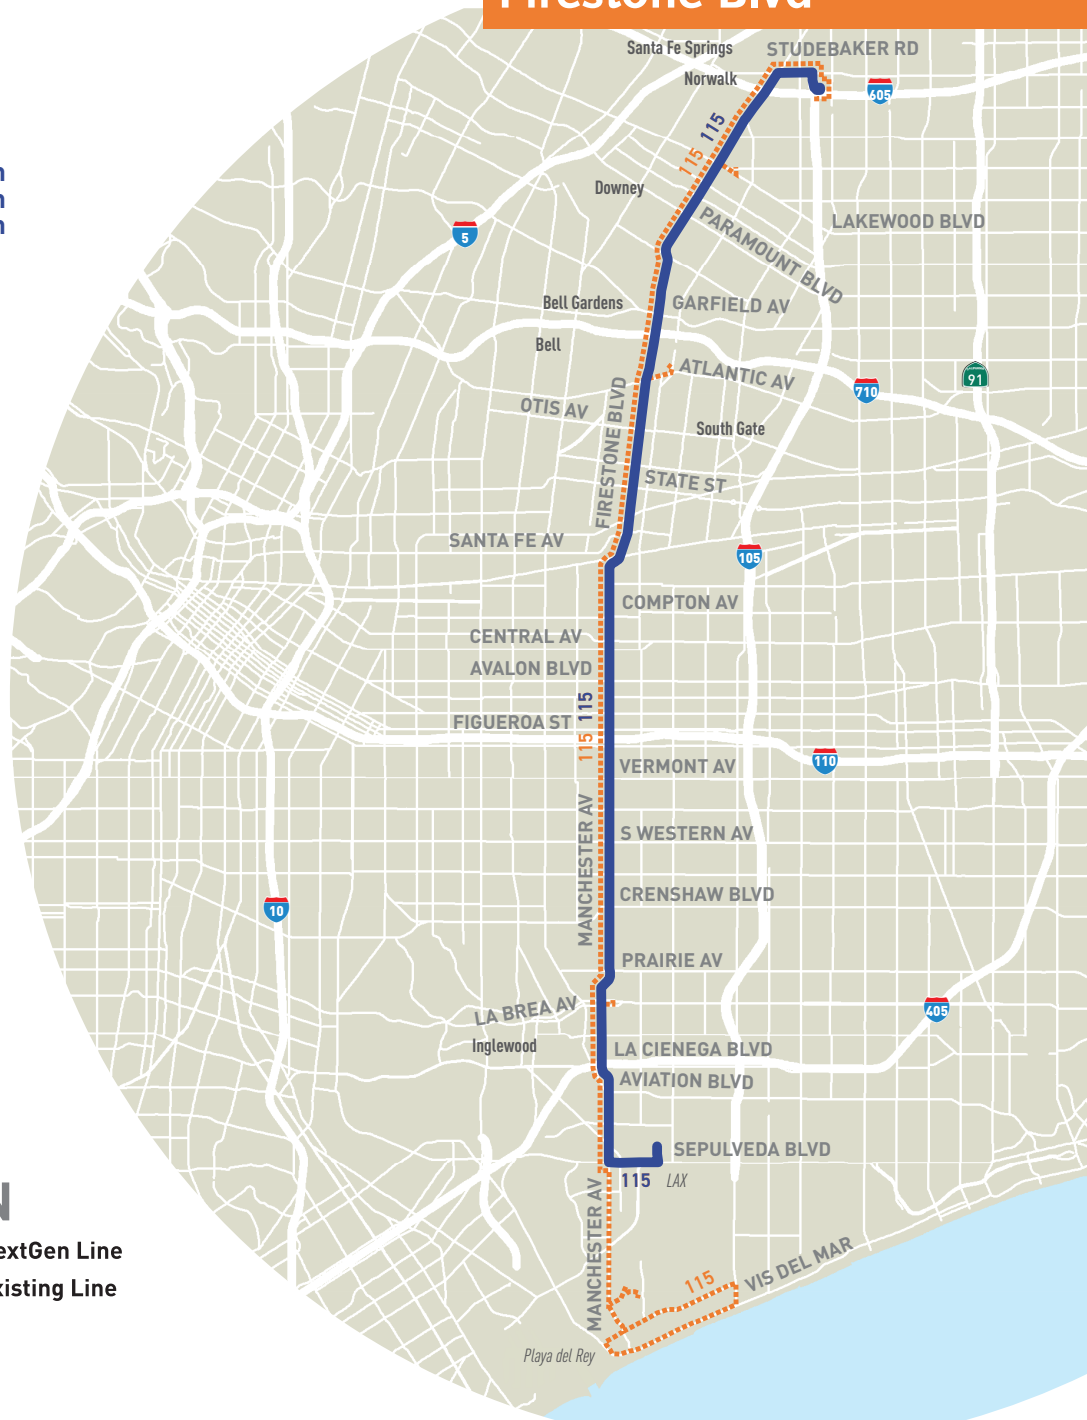 Firestone Blvd
Santa Fe Springs
STUDEBAKER RD
Norwalk
605
115
115
Downey
PARAMOUNT BLVD
LAKEWOOD BLVD
5
Bell Gardens
GARFIELD AV
Bell
ATLANTIC AV
710
91
OTIS AV
FIRESTONE BLVD
South Gate
STATE ST
SANTA FE AV
105
COMPTON AV
CENTRAL AV
AVALON BLVD
115
115
FIGUEROA ST
VERMONT AV
110
MANCHESTER AV
S WESTERN AV
CRENSHAW BLVD
10
PRAIRIE AV
LA BREA AV
405
Inglewood
LA CIENEGA BLVD
AVIATION BLVD
SEPULVEDA BLVD
115
LAX
MANCHESTER AV
N
extGen Line
xisting Line
115
VIS DEL MAR
Playa del Rey